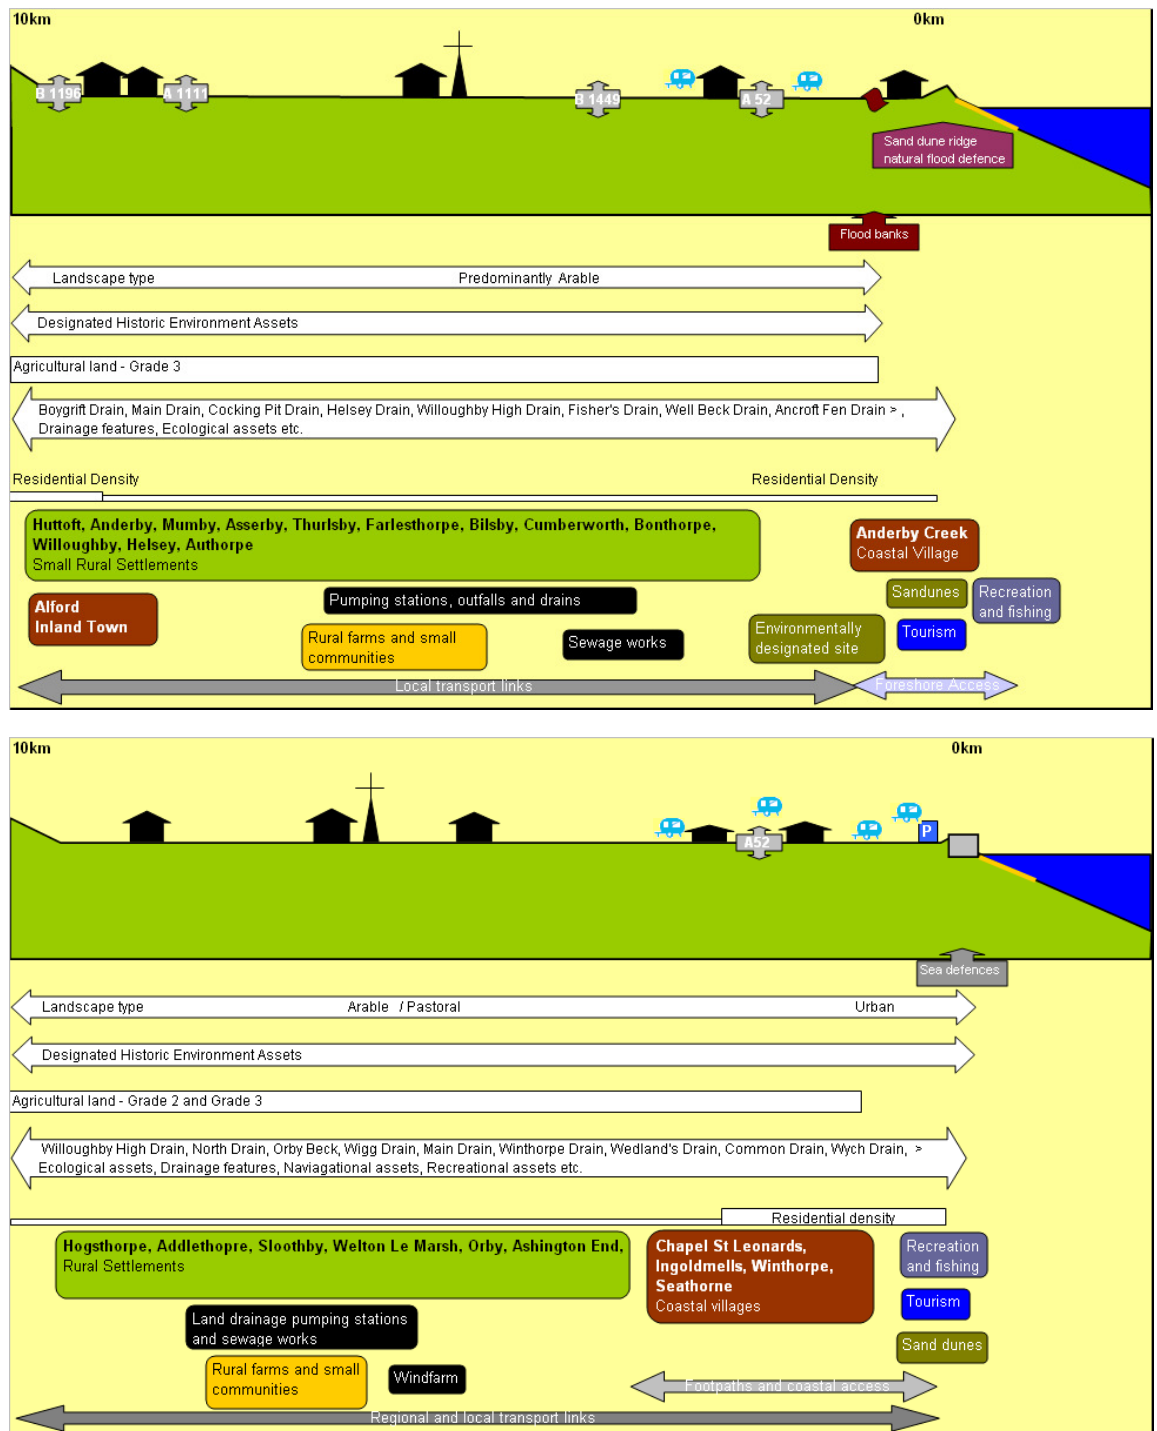 10km
0km
B 1196
A 1111
B 1449
A 52
Sand dune ridge
natural flood defence
Flood banks
Landscape type Predominantly Arable
Designated Historic Environment Assets
Agricultural land - Grade 3
Boygrift Drain, Main Drain, Cocking Pit Drain, Helsey Drain, Willoughby High Drain, Fisher's Drain, Well Beck Drain, Ancroft Fen Drain > ,
Drainage features, Ecological assets etc.
Residential Density
Residential Density
Huttoft, Anderby, Mumby, Asserby, Thurlsby, Farlesthorpe, Bilsby, Cumberworth, Bonthorpe,
Willoughby, Helsey, Authorpe
Small Rural Settlements
Anderby Creek
Coastal Village
Alford
Inland Town
Pumping stations, outfalls and drains
Sandunes
Recreation
and fishing
Rural farms and small
communities
Sewage works
Environmentally
designated site
Tourism
Local transport links
Foreshore Access
10km
0km
A52
P
Sea defences
Landscape type Arable / Pastoral Urban
Designated Historic Environment Assets
Agricultural land - Grade 2 and Grade 3
Willoughby High Drain, North Drain, Orby Beck, Wigg Drain, Main Drain, Winthorpe Drain, Wedland's Drain, Common Drain, Wych Drain, >
Ecological assets, Drainage features, Naviagational assets, Recreational assets etc.
Residential density
Hogsthorpe, Addlethopre, Sloothby, Welton Le Marsh, Orby, Ashington End,
Rural Settlements
Chapel St Leonards,
Ingoldmells, Winthorpe,
Seathorne
Coastal villages
Recreation
and fishing
Tourism
Land drainage pumping stations
and sewage works
Sand dunes
Rural farms and small
communities
Windfarm
Footpaths and coastal access
Regional and local transport links